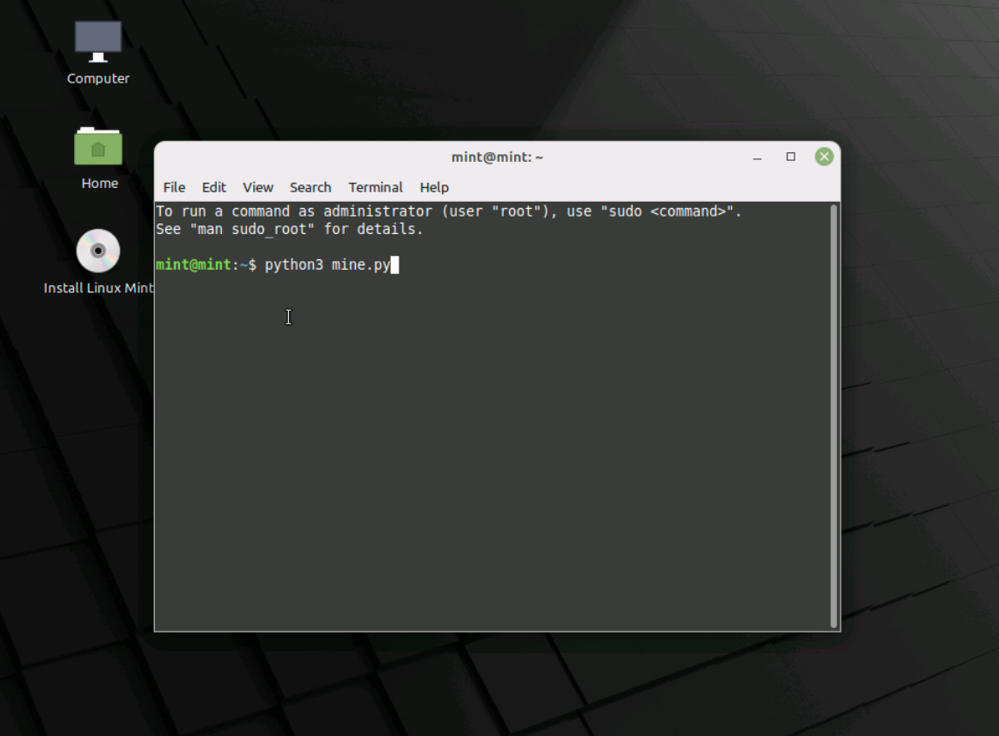 Computer
Home
Install Linux Mint
mint@mint: ~
File Edit View Search Terminal Help
To run a command as administrator (user "root"), use "sudo <command>".
See "man sudo_root" for details.
mint@mint:~$ python3 mine.py